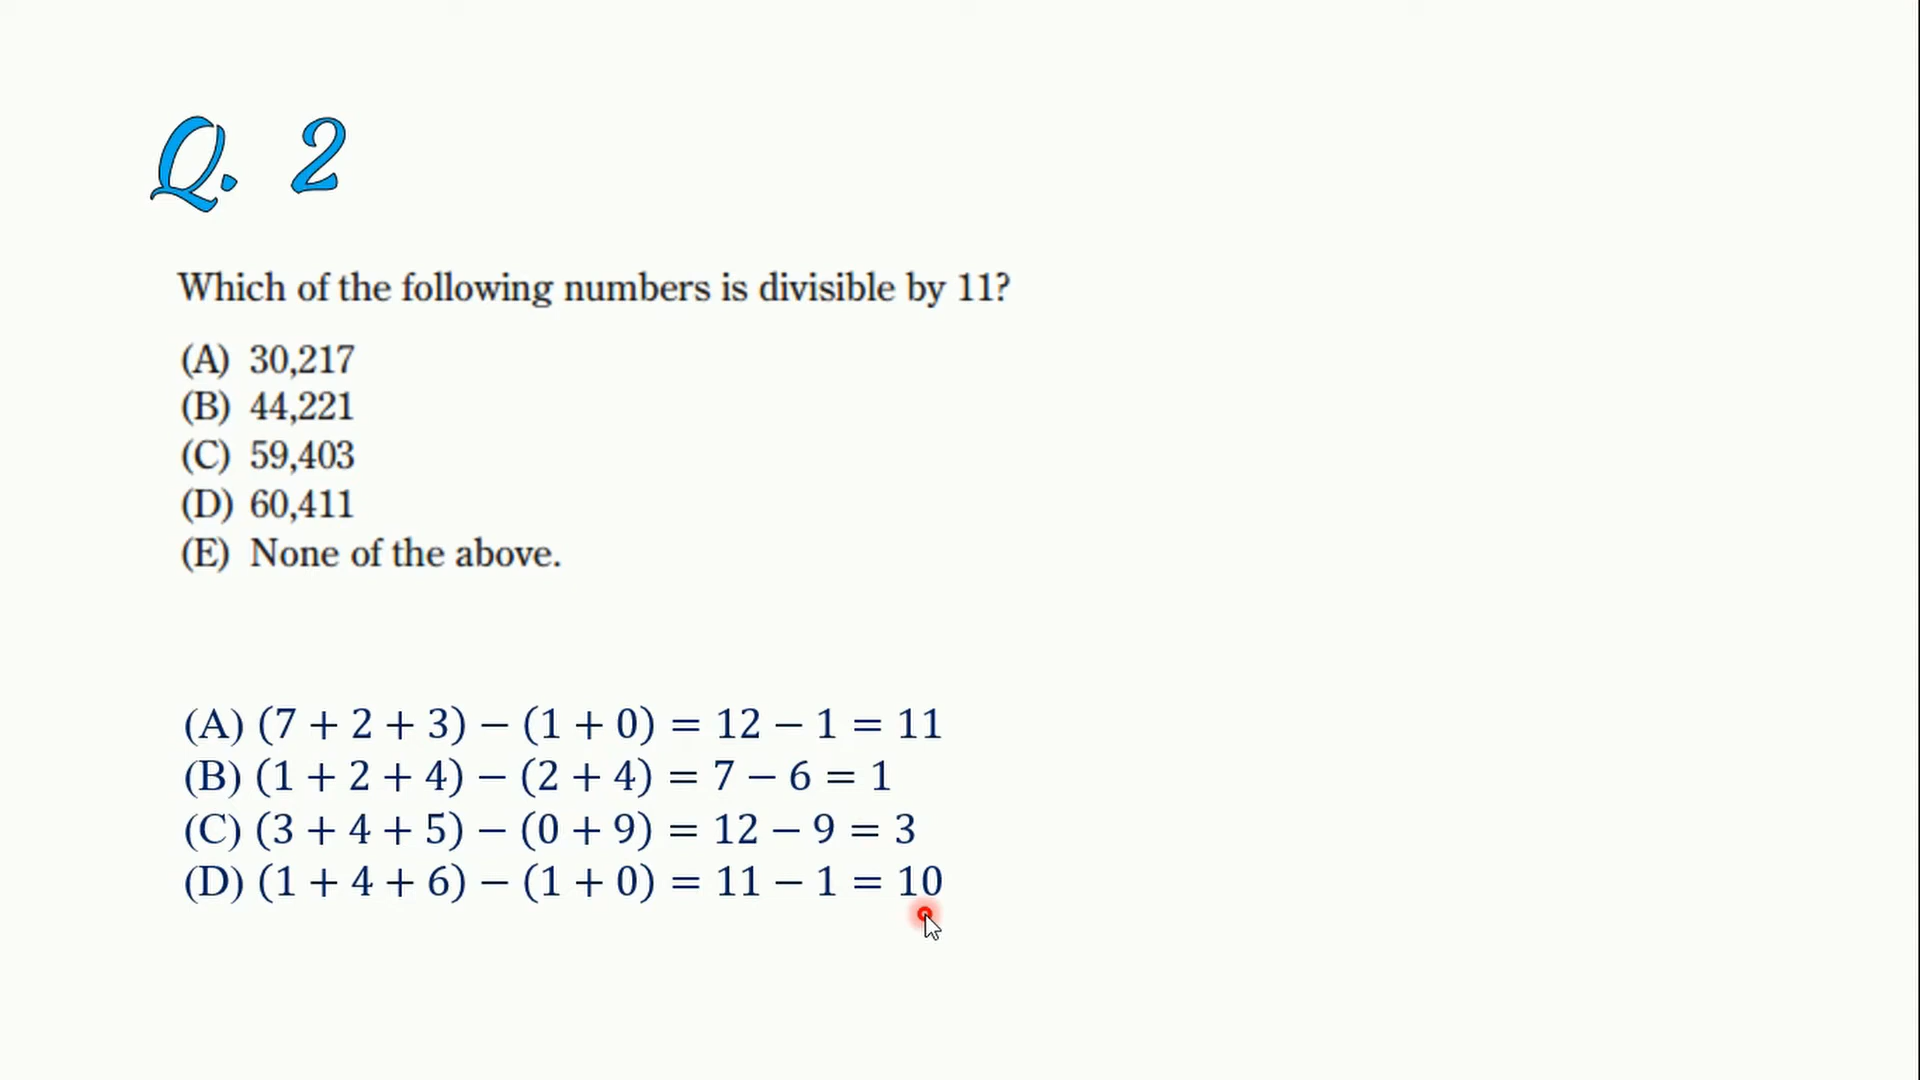 Q. 2
Which of the following numbers is divisible by 11?
(A) 30,217
(B) 44,221
(C) 59,403
(D) 60,411
(E) None of the above.
(A) (7 + 2 + 3) − (1 + 0) = 12 − 1 = 11
(B) (1 + 2 + 4) − (2 + 4) = 7 − 6 = 1
(C) (3 + 4 + 5) − (0 + 9) = 12 − 9 = 3
(D) (1 + 4 + 6) − (1 + 0) = 11 − 1 = 10